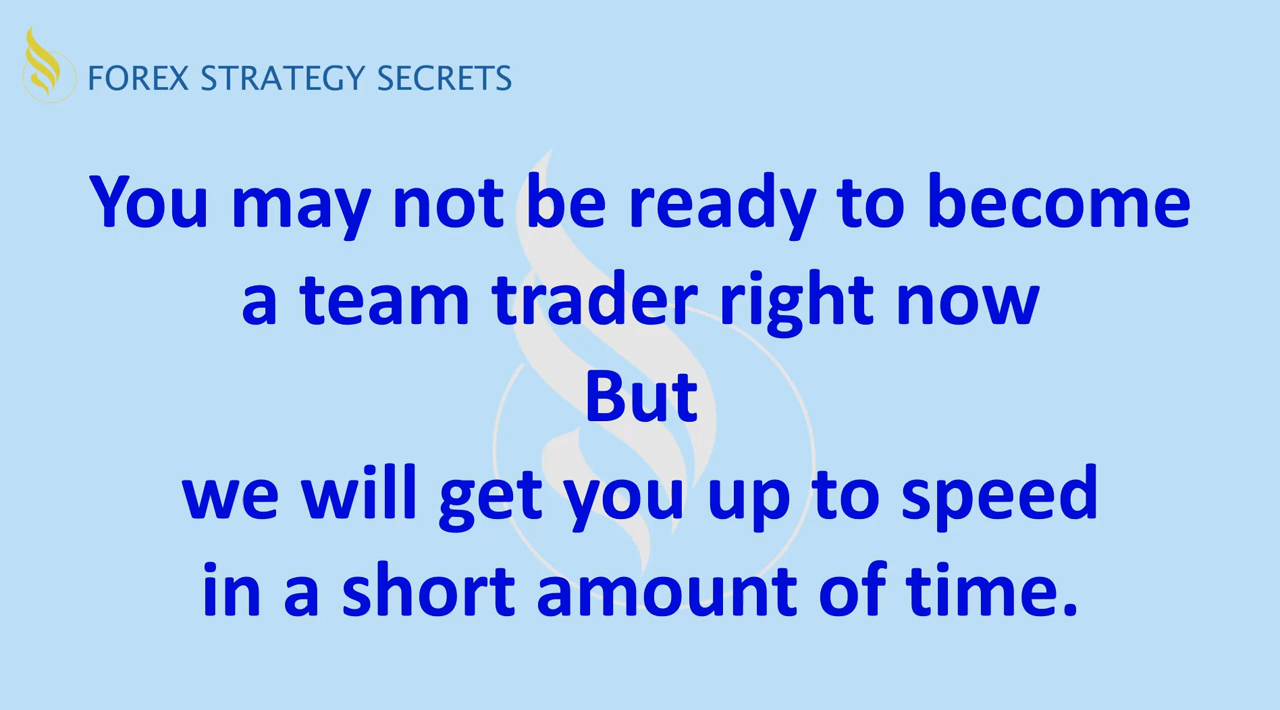 FOREX STRATEGY SECRETS
You may not be ready to become
a team trader right now
But
we will get you up to speed
in a short amount of time.